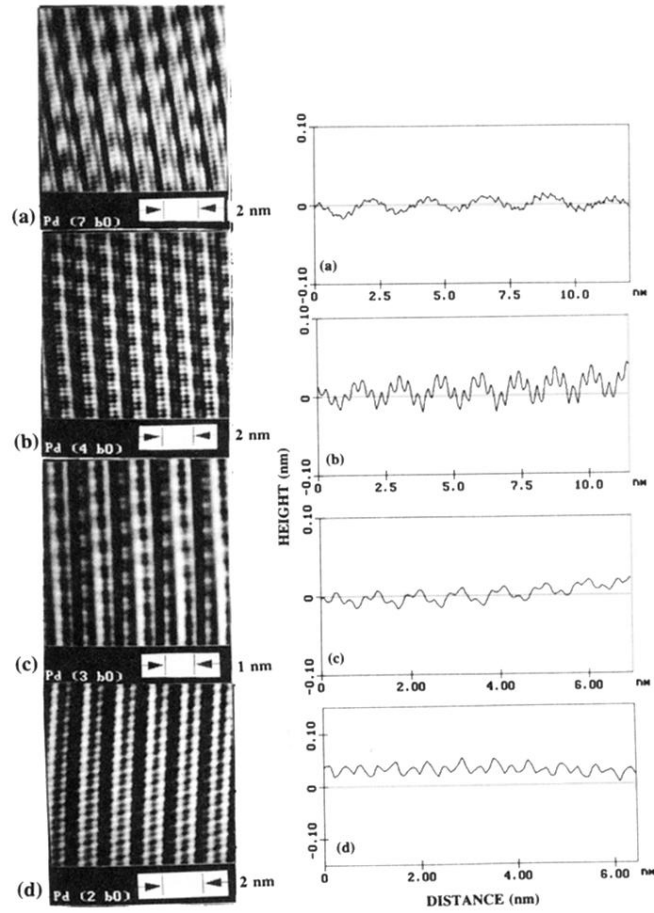 (a) Pd (7 b0) 2 nm
(b) Pd (4 b0) 2 nm
(c) Pd (3 b0) 1 nm
(d) Pd (2 b0) 2 nm
HEIGHT (nm)
0.10
0
-0.10
(a)
0 2.5 5.0 7.5 10.0 nm
0.10
0
-0.10
(b)
0 2.5 5.0 7.5 10.0 nm
0.10
0
-0.10
(c)
0 2.00 4.00 6.00 nm
0.10
0
-0.10
(d)
0 2.00 4.00 6.00 nm
DISTANCE (nm)